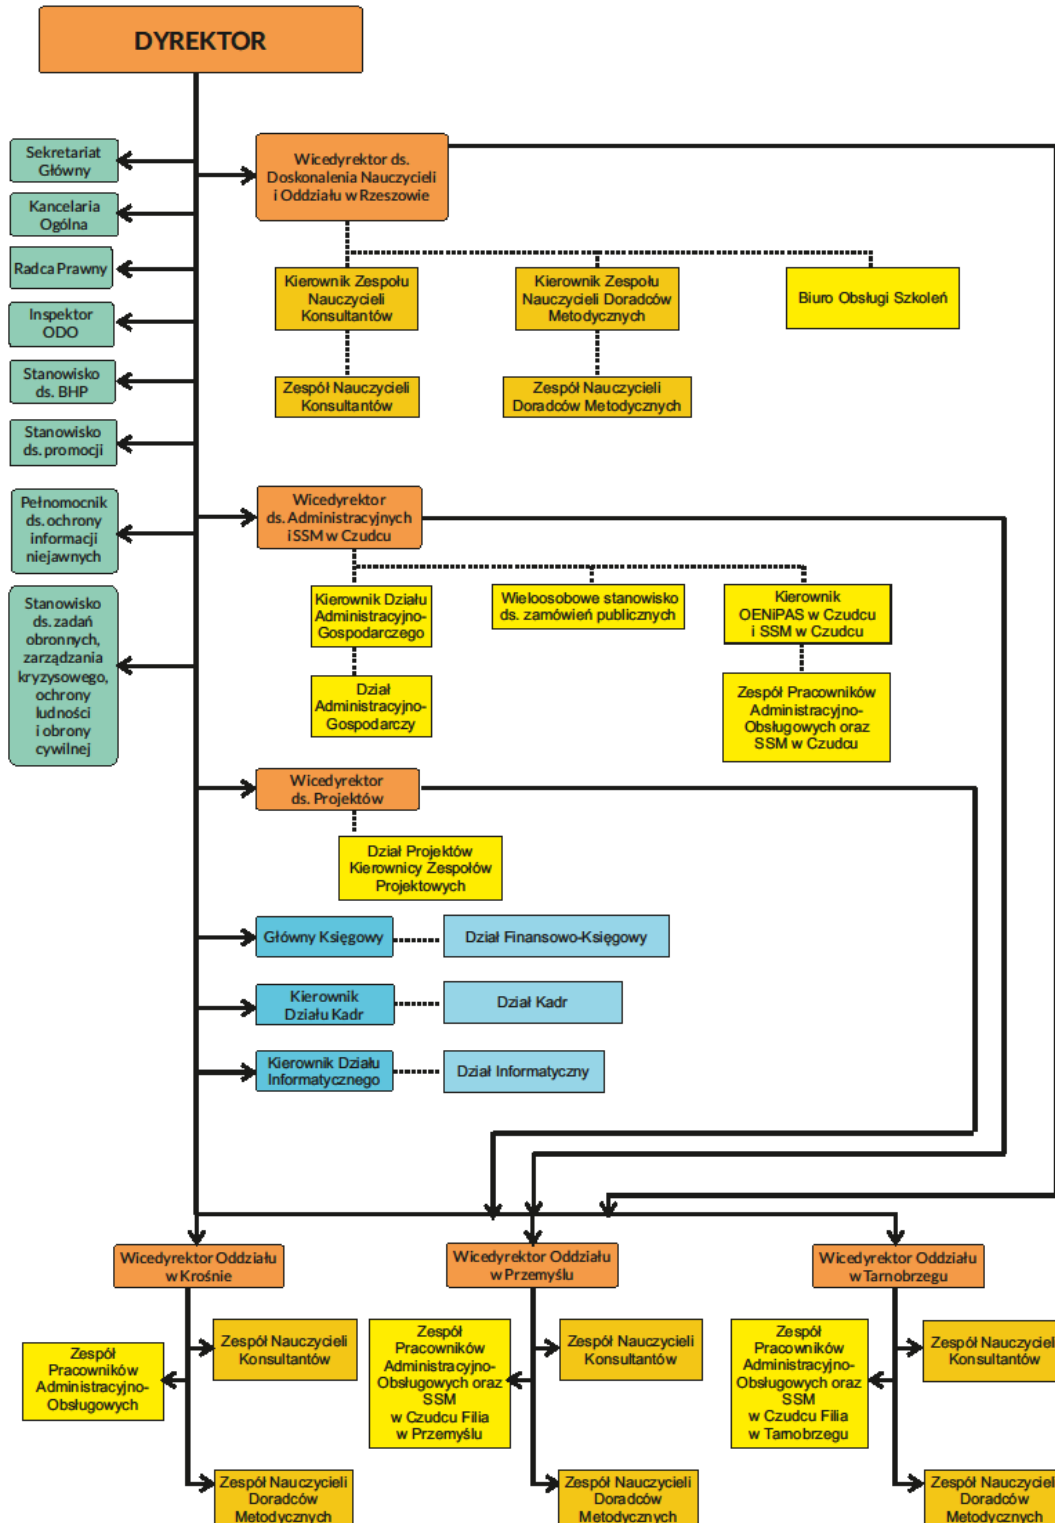 DYREKTOR
Sekretariat
Główny
Kancelaria
Ogólna
Radca Prawny
Inspektor
ODO
Stanowisko
ds. BHP
Stanowisko
ds. promocji
Pełnomocnik
ds. ochrony
informacji
niejawnych
Stanowisko
ds. zadań
obronnych,
zarządzania
kryzysowego,
ochrony
ludności
i obrony
cywilnej
Wicedyrektor ds.
Doskonalenia Nauczycieli
i Oddziału w Rzeszowie
Kierownik Zespołu
Nauczycieli
Konsultantów
Kierownik Zespołu
Nauczycieli Doradców
Metodycznych
Biuro Obsługi Szkoleń
Zespół Nauczycieli
Konsultantów
Zespół Nauczycieli
Doradców Metodycznych
Wicedyrektor
ds. Administracyjnych
i SSM w Czudcu
Kierownik Działu
Administracyjno-
Gospodarczego
Wieloosobowe stanowisko
ds. zamówień publicznych
Kierownik
OENiPAS w Czudcu
i SSM w Czudcu
Dział
Administracyjno-
Gospodarczy
Zespół Pracowników
Administracyjno-
Obsługowych oraz
SSM w Czudcu
Wicedyrektor
ds. Projektów
Dział Projektów
Kierownicy Zespołów
Projektowych
Główny Księgowy
Dział Finansowo-Księgowy
Kierownik
Działu Kadr
Dział Kadr
Kierownik Działu
Informatycznego
Dział Informatyczny
Wicedyrektor Oddziału
w Krośnie
Wicedyrektor Oddziału
w Przemyślu
Wicedyrektor Oddziału
w Tarnobrzegu
Zespół
Pracowników
Administracyjno-
Obsługowych
Zespół Nauczycieli
Konsultantów
Zespół
Pracowników
Administracyjno-
Obsługowych oraz
SSM
w Czudcu Filia
w Przemyślu
Zespół Nauczycieli
Konsultantów
Zespół
Pracowników
Administracyjno-
Obsługowych oraz
SSM
w Czudcu Filia
w Tarnobrzegu
Zespół Nauczycieli
Konsultantów
Zespół Nauczycieli
Doradców
Metodycznych
Zespół Nauczycieli
Doradców
Metodycznych
Zespół Nauczycieli
Doradców
Metodycznych